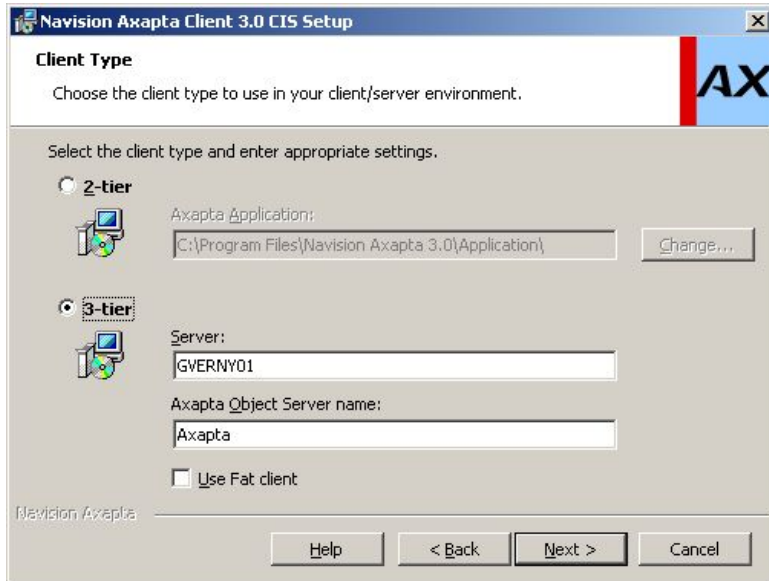 Navision Axapta Client 3.0 CIS Setup
Client Type
Choose the client type to use in your client/server environment.
AX
Select the client type and enter appropriate settings.
2-tier
Axapta Application:
C:\Program Files\Navision Axapta 3.0\Application\
Change...
3-tier
Server:
GVERNY01
Axapta Object Server name:
Axapta
Use Fat client
Navision Axapta
Help
< Back
Next >
Cancel